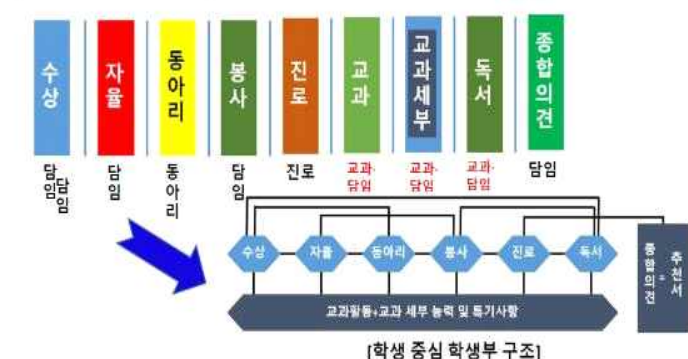 수상
자율
동아리
봉사
진로
교과
교과세부
독서
종합의견
담임담임
담임
동아리
담임
진로
교과·담임
교과·담임
교과·담임
담임
수상
자율
동아리
봉사
진로
독서
종합의견
=
추천서
교과활동+교과 세부 능력 및 특기사항
[학생 중심 학생부 구조]